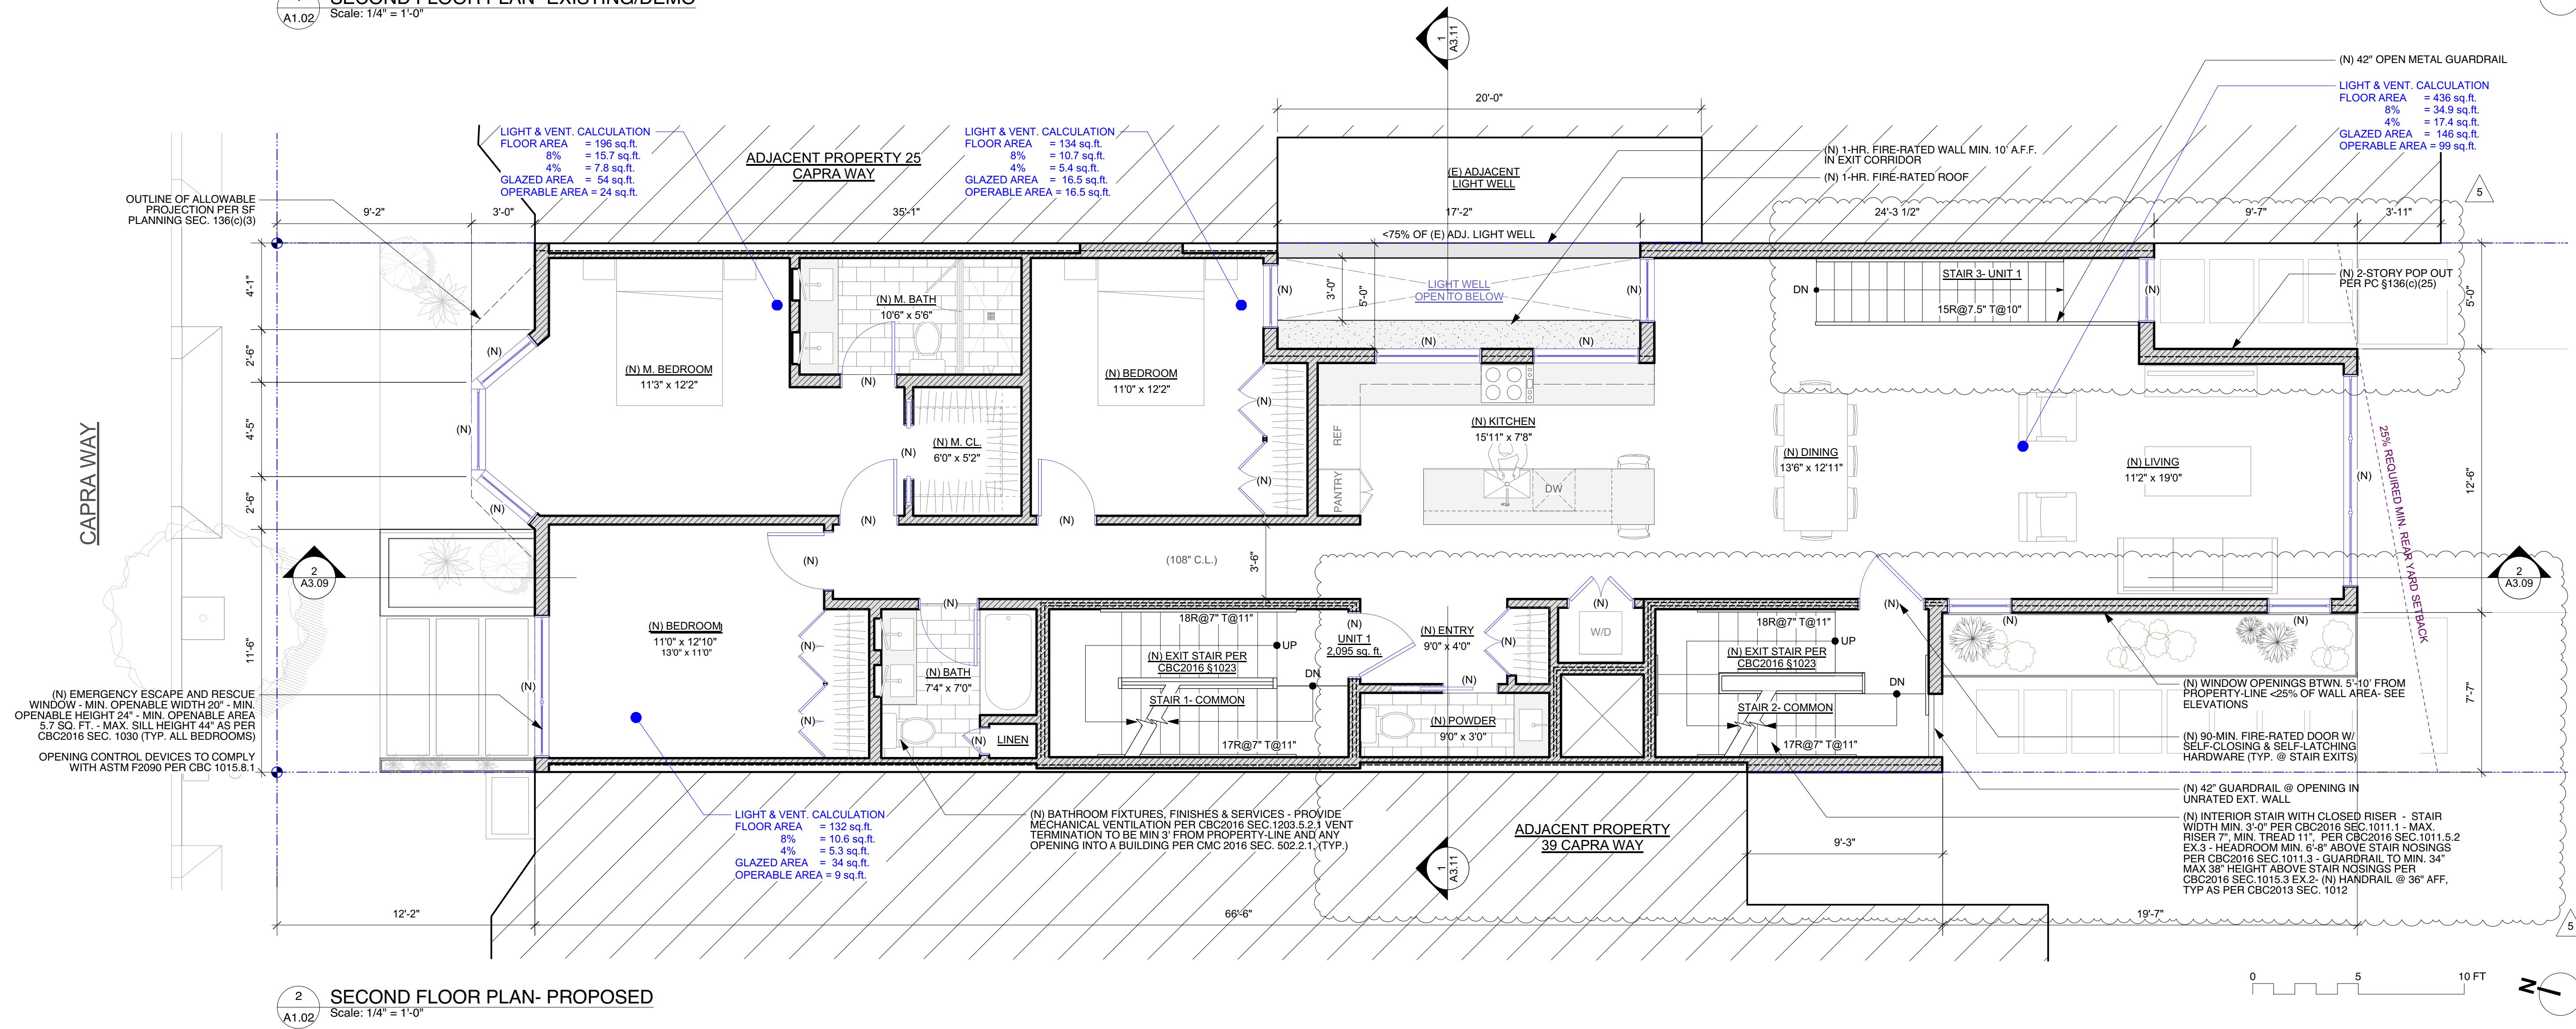 1
A1.02
SECOND FLOOR PLAN- EXISTING/DEMO
Scale: 1/4" = 1'-0"
1
A3.11
(N) 42" OPEN METAL GUARDRAIL
LIGHT & VENT. CALCULATION
FLOOR AREA = 436 sq.ft.
8% = 34.9 sq.ft.
4% = 17.4 sq.ft.
GLAZED AREA = 146 sq.ft.
OPERABLE AREA = 99 sq.ft.
20'-0"
LIGHT & VENT. CALCULATION
FLOOR AREA = 196 sq.ft.
8% = 15.7 sq.ft.
4% = 7.8 sq.ft.
GLAZED AREA = 54 sq.ft.
OPERABLE AREA = 24 sq.ft.
ADJACENT PROPERTY 25
CAPRA WAY
LIGHT & VENT. CALCULATION
FLOOR AREA = 134 sq.ft.
8% = 10.7 sq.ft.
4% = 5.4 sq.ft.
GLAZED AREA = 16.5 sq.ft.
OPERABLE AREA = 16.5 sq.ft.
(E) ADJACENT
LIGHT WELL
(N) 1-HR. FIRE-RATED WALL MIN. 10' A.F.F.
IN EXIT CORRIDOR
(N) 1-HR. FIRE-RATED ROOF
5
OUTLINE OF ALLOWABLE
PROJECTION PER SF
PLANNING SEC. 136(c)(3)
9'-2"
3'-0"
35'-1"
17'-2"
24'-3 1/2"
9'-7"
3'-11"
<75% OF (E) ADJ. LIGHT WELL
4'-1"
2'-6"
4'-5"
2'-6"
11'-6"
CAPRA WAY
(N)
(N)
(N)
(N) M. BEDROOM
11'3" x 12'2"
(N) M. BATH
10'6" x 5'6"
(N)
(N) M. CL.
6'0" x 5'2"
(N)
(N)
(N) BEDROOM
11'0" x 12'2"
(N)
(N)
(N)
(N)
3'-0"
5'-0"
LIGHT WELL
OPEN TO BELOW
(N)
(N)
(N)
(N) KITCHEN
15'11" x 7'8"
REF
PANTRY
DW
STAIR 3- UNIT 1
DN
15R@7.5" T@10"
(N)
(N) 2-STORY POP OUT
PER PC §136(c)(25)
5'-0"
(N) DINING
13'6" x 12'11"
(N) LIVING
11'2" x 19'0"
(N)
25% REQUIRED MIN. REAR YARD SETBACK
12'-6"
7'-7"
2
A3.09
(N)
(108" C.L.)
3'-6"
2
A3.09
(N) BEDROOM
11'0" x 12'10"
13'0" x 11'0"
(N)
(N)
(N)
(N)
(N) BATH
7'4" x 7'0"
(N)
LINEN
18R@7" T@11"
(N) EXIT STAIR PER
CBC2016 §1023
UP
DN
STAIR 1- COMMON
17R@7" T@11"
(N)
UNIT 1
2,095 sq. ft.
(N) ENTRY
9'0" x 4'0"
(N)
(N)
(N) POWDER
9'0" x 3'0"
(N)
W/D
18R@7" T@11"
(N) EXIT STAIR PER
CBC2016 §1023
UP
DN
STAIR 2- COMMON
17R@7" T@11"
(N)
(N)
(N)
(N) EMERGENCY ESCAPE AND RESCUE
WINDOW - MIN. OPENABLE WIDTH 20" - MIN.
OPENABLE HEIGHT 24" - MIN. OPENABLE AREA
5.7 SQ. FT. - MAX. SILL HEIGHT 44" AS PER
CBC2016 SEC. 1030 (TYP. ALL BEDROOMS)
OPENING CONTROL DEVICES TO COMPLY
WITH ASTM F2090 PER CBC 1015.8.1
(N) WINDOW OPENINGS BTWN. 5'-10' FROM
PROPERTY-LINE <25% OF WALL AREA- SEE
ELEVATIONS
(N) 90-MIN. FIRE-RATED DOOR W/
SELF-CLOSING & SELF-LATCHING
HARDWARE (TYP. @ STAIR EXITS)
(N) 42" GUARDRAIL @ OPENING IN
UNRATED EXT. WALL
(N) INTERIOR STAIR WITH CLOSED RISER - STAIR
WIDTH MIN. 3'-0" PER CBC2016 SEC.1011.1 - MAX.
RISER 7", MIN. TREAD 11", PER CBC2016 SEC.1011.5.2
EX.3 - HEADROOM MIN. 6'-8" ABOVE STAIR NOSINGS
PER CBC2016 SEC.1011.3 - GUARDRAIL TO MIN. 34"
MAX 38" HEIGHT ABOVE STAIR NOSINGS PER
CBC2016 SEC.1015.3 EX.2- (N) HANDRAIL @ 36" AFF,
TYP AS PER CBC2013 SEC. 1012
LIGHT & VENT. CALCULATION
FLOOR AREA = 132 sq.ft.
8% = 10.6 sq.ft.
4% = 5.3 sq.ft.
GLAZED AREA = 34 sq.ft.
OPERABLE AREA = 9 sq.ft.
(N) BATHROOM FIXTURES, FINISHES & SERVICES - PROVIDE
MECHANICAL VENTILATION PER CBC2016 SEC.1203.5.2.1 VENT
TERMINATION TO BE MIN 3' FROM PROPERTY-LINE AND ANY
OPENING INTO A BUILDING PER CMC 2016 SEC. 502.2.1. (TYP.)
1
A3.11
ADJACENT PROPERTY
39 CAPRA WAY
9'-3"
12'-2"
66'-6"
19'-7"
5
0 5 10 FT
N
2
A1.02
SECOND FLOOR PLAN- PROPOSED
Scale: 1/4" = 1'-0"